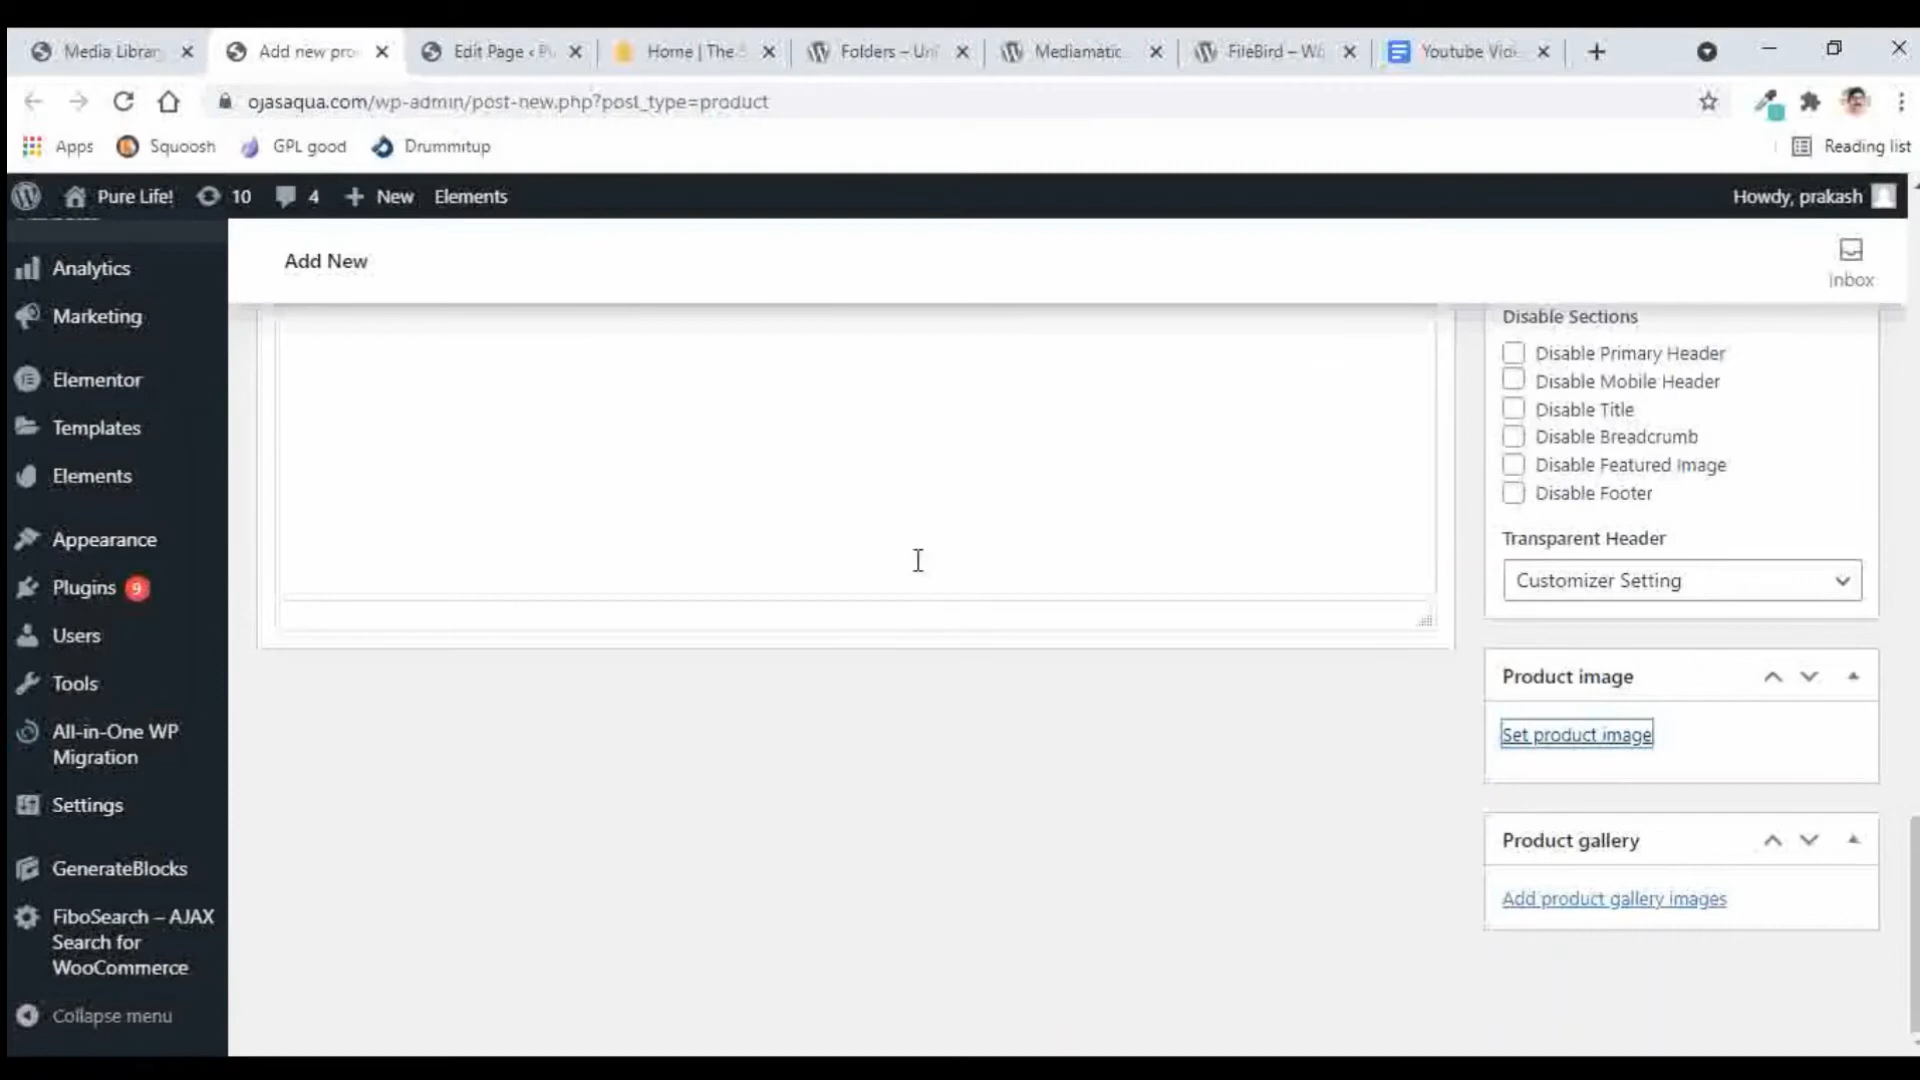 Media Librar
Add new pro
Edit Page ‹ Pu
Home | The S
Folders – Unl
Mediamatic
FileBird – Wo
Youtube Vide
ojasaqua.com/wp-admin/post-new.php?post_type=product
Apps
Squoosh
GPL good
Drummitup
Reading list
Pure Life!
10
4
New
Elements
Howdy, prakash
Analytics
Marketing
Elementor
Templates
Elements
Appearance
Plugins 9
Users
Tools
All-in-One WP
Migration
Settings
GenerateBlocks
FiboSearch – AJAX
Search for
WooCommerce
Collapse menu
Add New
Inbox
Disable Sections
Disable Primary Header
Disable Mobile Header
Disable Title
Disable Breadcrumb
Disable Featured Image
Disable Footer
Transparent Header
Customizer Setting
Product image
Set product image
Product gallery
Add product gallery images